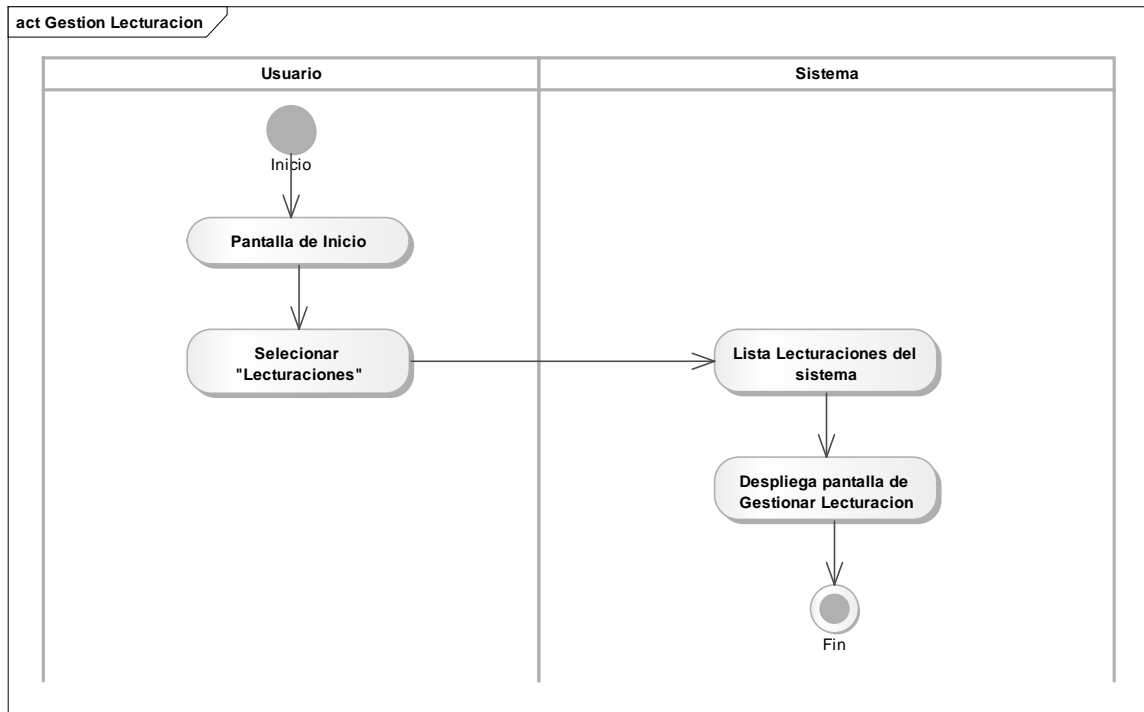 act Gestion Lecturacion
Usuario
Sistema
Inicio
Pantalla de Inicio
Selecionar
"Lecturaciones"
Lista Lecturaciones del
sistema
Despliega pantalla de
Gestionar Lecturacion
Fin